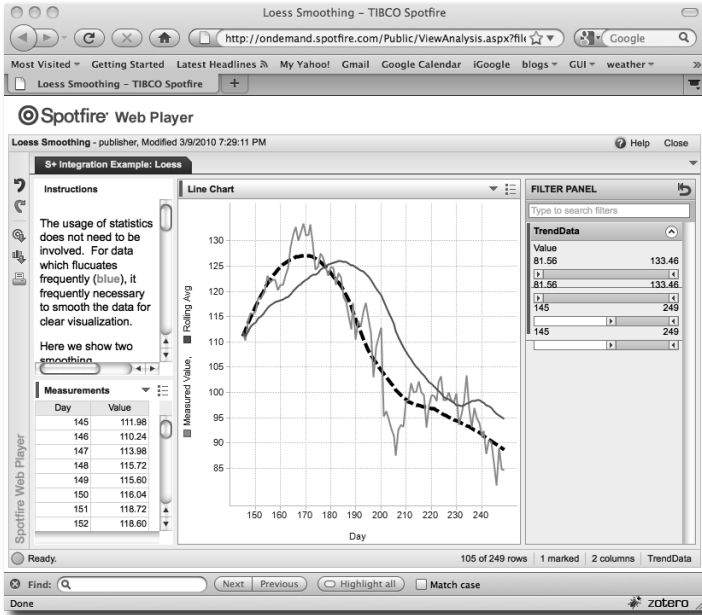 Loess Smoothing – TIBCO Spotfire
http://ondemand.spotfire.com/Public/ViewAnalysis.aspx?file
Google
Most Visited Getting Started Latest Headlines My Yahoo! Gmail Google Calendar iGoogle blogs GUI weather »
Loess Smoothing – TIBCO Spotfire +
Spotfire Web Player
Loess Smoothing - publisher, Modified 3/9/2010 7:29:11 PM Help Close
S+ Integration Example: Loess
Instructions
The usage of statistics
does not need to be
involved. For data
which flucuates
frequently (blue), it
frequently necessary
to smooth the data for
clear visualization.
Here we show two
smoothing
Measurements
Day Value
145 111.98
146 110.24
147 113.98
148 115.72
149 115.60
150 116.04
151 118.72
152 118.60
Spotfire Web Player
Line Chart
Measured Value, Rolling Avg
130
125
120
115
110
105
100
95
90
85
150 160 170 180 190 200 210 220 230 240
Day
FILTER PANEL
Type to search filters
TrendData
Value
81.56 133.46
81.56 133.46
145 249
145 249
Ready. 105 of 249 rows 1 marked 2 columns TrendData
Find: Next Previous Highlight all Match case
Done zotero